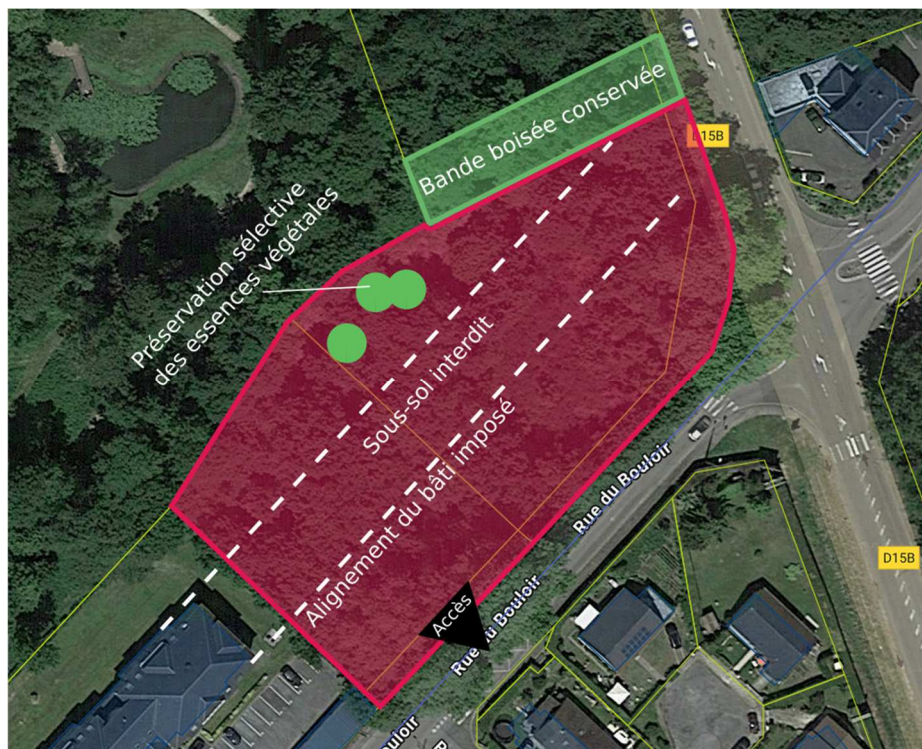 Bande boisée conservée
D15B
Préservation sélective
des essences végétales
Sous-sol interdit
Alignement du bâti imposé
Rue du Bouloir
D15B
Accès
Rue du Bouloir
ouloir